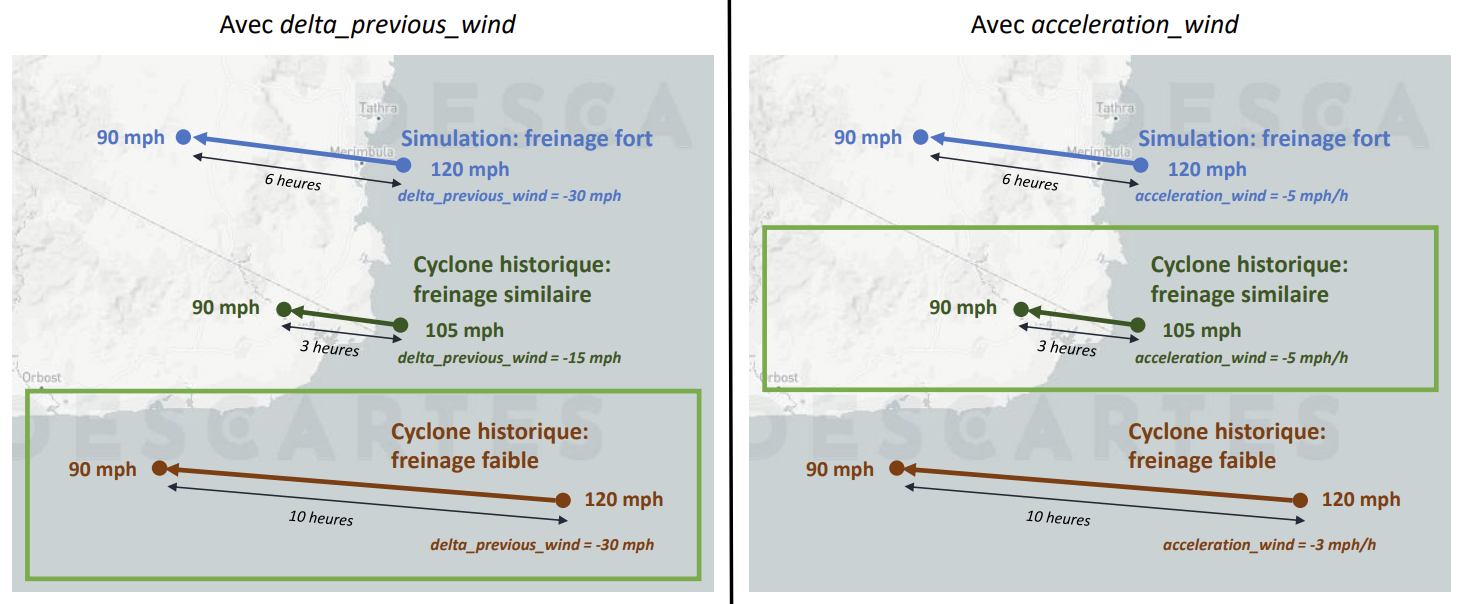 Avec delta_previous_wind
DESCA
Tathra
90 mph
Simulation: freinage fort
Merimbula
120 mph
6 heures
delta_previous_wind = -30 mph
Cyclone historique:
freinage similaire
90 mph
105 mph
3 heures
delta_previous_wind = -15 mph
Orbost
DESCARTES
Cyclone historique:
freinage faible
90 mph
120 mph
10 heures
delta_previous_wind = -30 mph
Avec acceleration_wind
DESCA
Tathra
90 mph
Simulation: freinage fort
Merimbula
120 mph
6 heures
acceleration_wind = -5 mph/h
Cyclone historique:
freinage similaire
90 mph
105 mph
3 heures
acceleration_wind = -5 mph/h
rbost
DESCARTES
Cyclone historique:
freinage faible
90 mph
120 mph
10 heures
acceleration_wind = -3 mph/h